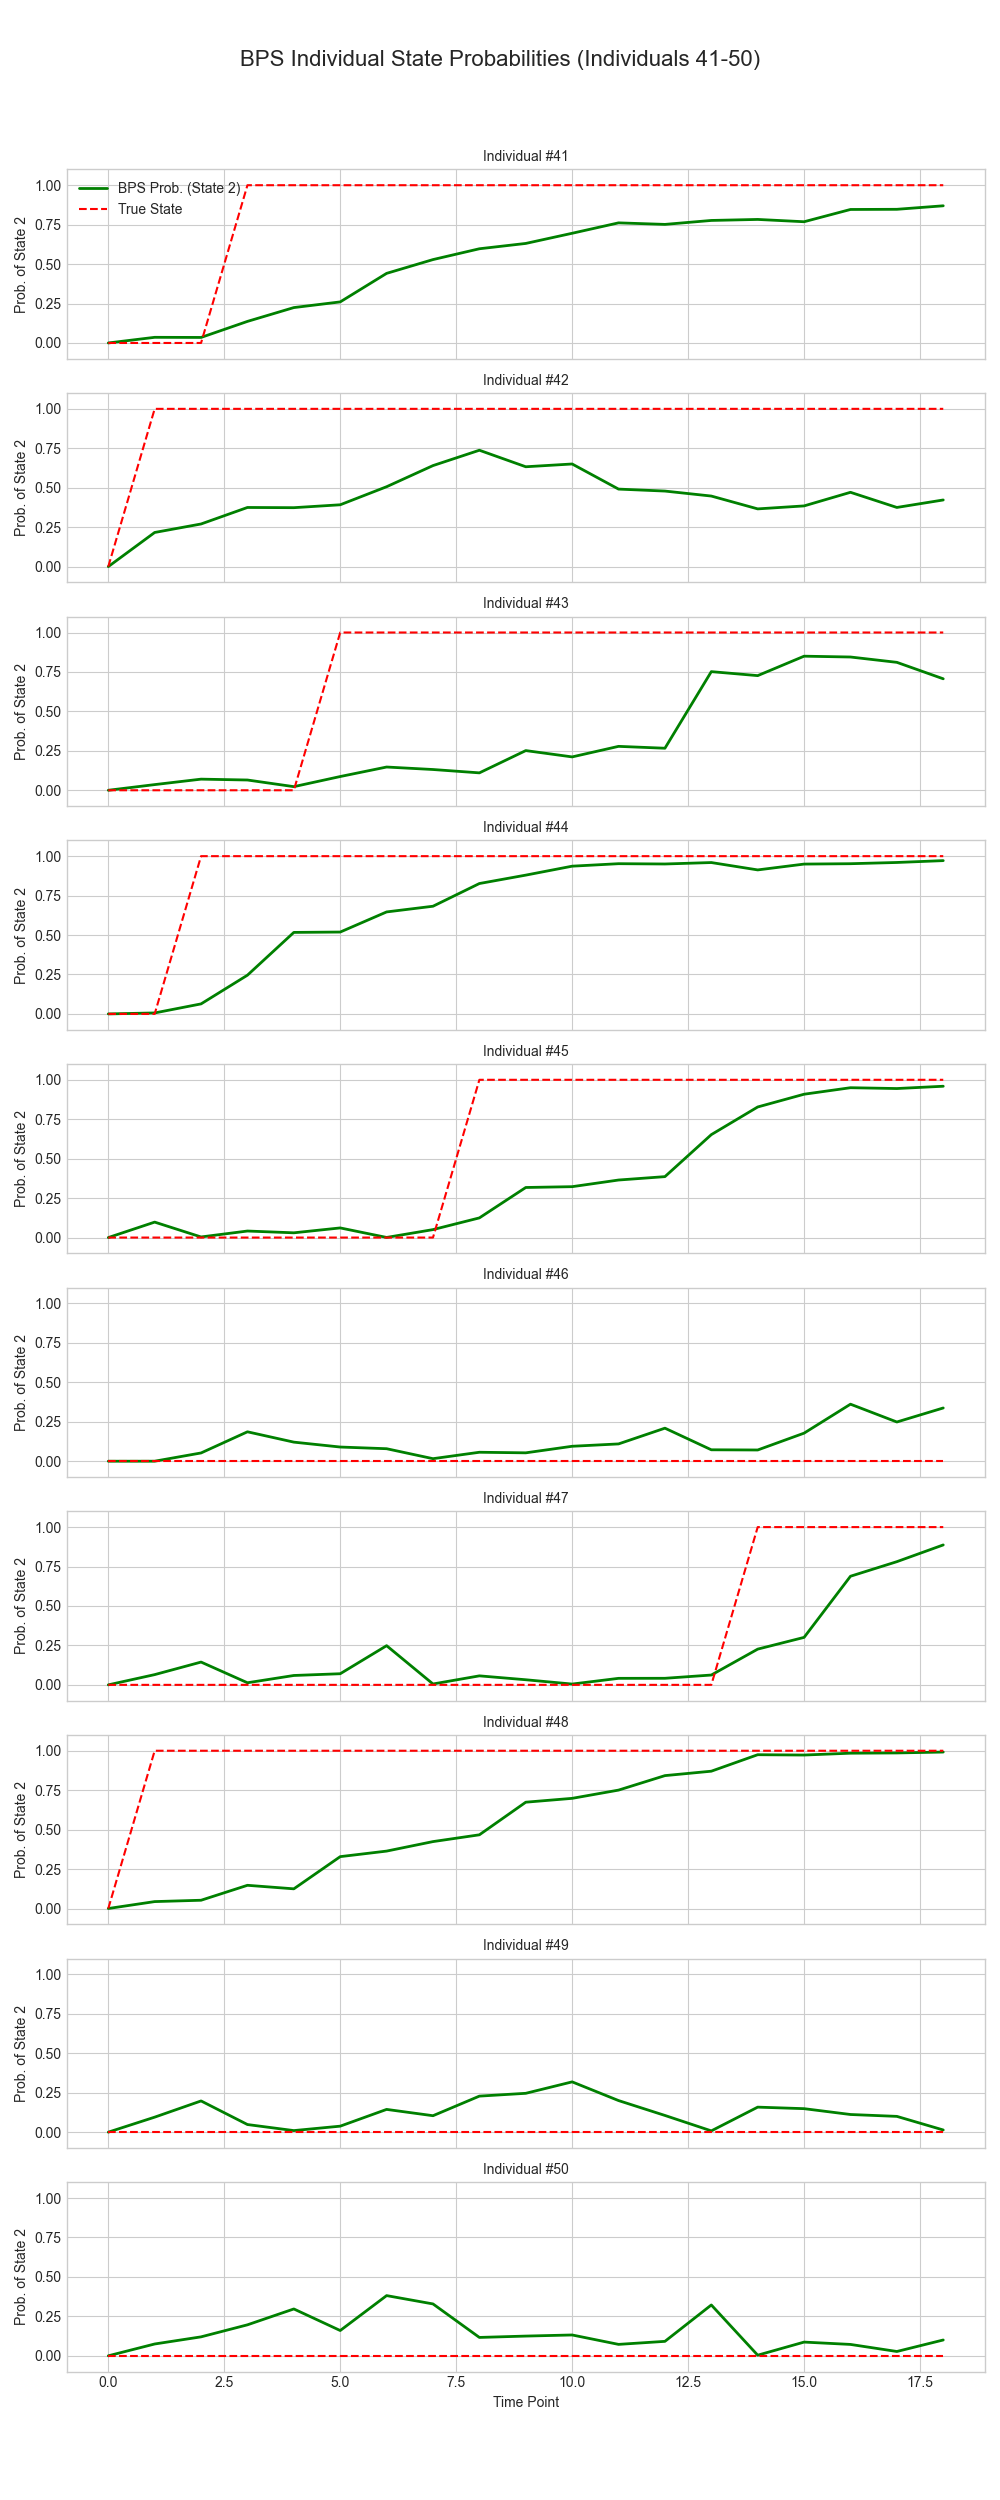 BPS Individual State Probabilities (Individuals 41-50)
Individual #41
1.00
0.75
0.50
0.25
0.00
Prob. of State 2
BPS Prob. (State 2)
True State
Individual #42
1.00
0.75
0.50
0.25
0.00
Prob. of State 2
Individual #43
1.00
0.75
0.50
0.25
0.00
Prob. of State 2
Individual #44
1.00
0.75
0.50
0.25
0.00
Prob. of State 2
Individual #45
1.00
0.75
0.50
0.25
0.00
Prob. of State 2
Individual #46
1.00
0.75
0.50
0.25
0.00
Prob. of State 2
Individual #47
1.00
0.75
0.50
0.25
0.00
Prob. of State 2
Individual #48
1.00
0.75
0.50
0.25
0.00
Prob. of State 2
Individual #49
1.00
0.75
0.50
0.25
0.00
Prob. of State 2
Individual #50
1.00
0.75
0.50
0.25
0.00
Prob. of State 2
0.0 2.5 5.0 7.5 10.0 12.5 15.0 17.5
Time Point